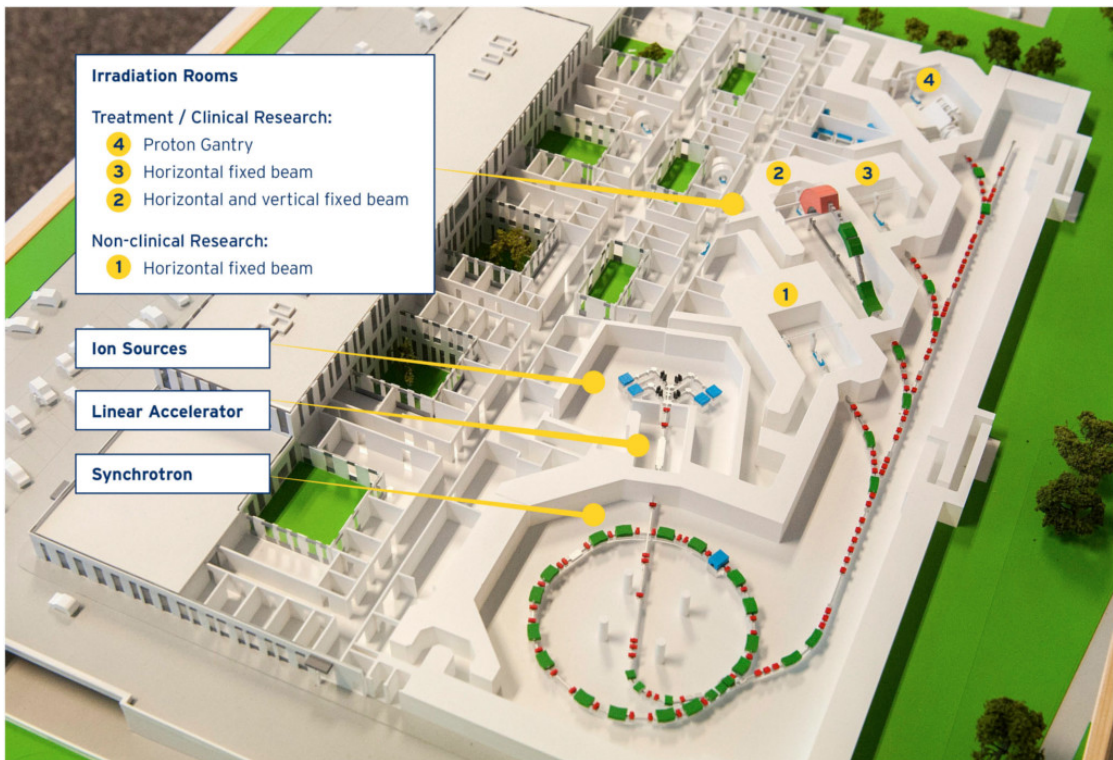 Irradiation Rooms
Treatment / Clinical Research:
4 Proton Gantry
3 Horizontal fixed beam
2 Horizontal and vertical fixed beam
Non-clinical Research:
1 Horizontal fixed beam
Ion Sources
Linear Accelerator
Synchrotron
4
2
3
1